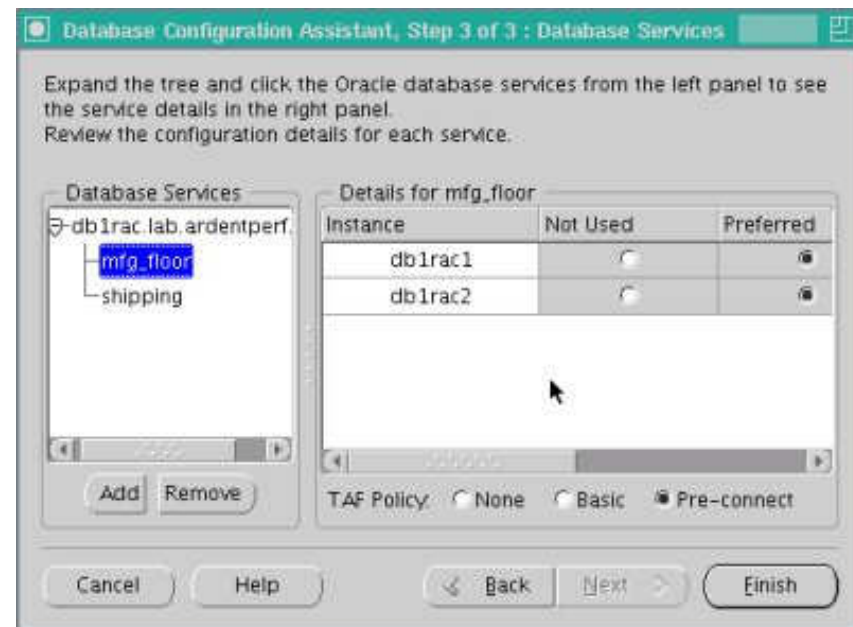 Database Configuration Assistant, Step 3 of 3 : Database Services
Expand the tree and click the Oracle database services from the left panel to see
the service details in the right panel.
Review the configuration details for each service.
Database Services
db1rac.lab.ardentperf.
mfg_floor
shipping
Add Remove
Details for mfg_floor
Instance Not Used Preferred
db1rac1
db1rac2
TAF Policy: None Basic Pre-connect
Cancel Help Back Next Finish